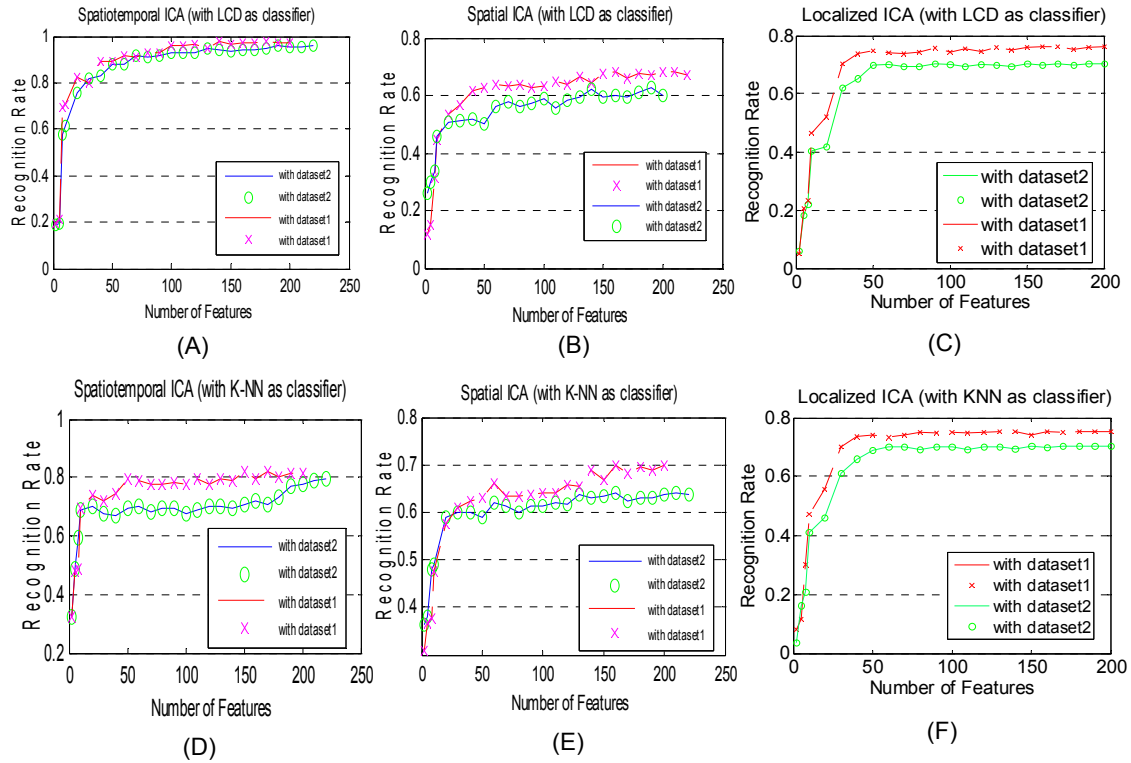 Spatiotemporal ICA (with LCD as classifier)
Recognition Rate
1
0.8
0.6
0.4
0.2
0
0 50 100 150 200 250
Number of Features
with dataset2
with dataset2
with dataset1
with dataset1
(A)
Spatial ICA (with LCD as classifier)
Recognition Rate
0.8
0.6
0.4
0.2
0
0 50 100 150 200 250
Number of Features
with dataset1
with dataset1
with dataset2
with dataset2
(B)
Localized ICA (with LCD as classifier)
Recognition Rate
0.8
0.6
0.4
0.2
0
0 50 100 150 200
Number of Features
with dataset2
with dataset2
with dataset1
with dataset1
(C)
Spatiotemporal ICA (with K-NN as classifier)
Recognition Rate
1
0.8
0.6
0.4
0.2
0 50 100 150 200 250
Number of Features
with dataset2
with dataset2
with dataset1
with dataset1
(D)
Spatial ICA (with K-NN as classifier)
Recognition Rate
0.8
0.7
0.6
0.5
0.4
0 50 100 150 200 250
Number of Features
with dataset2
with dataset2
with dataset1
with dataset1
(E)
Localized ICA (with KNN as classifier)
Recognition Rate
0.8
0.6
0.4
0.2
0
0 50 100 150 200
Number of Features
with dataset1
with dataset1
with dataset2
with dataset2
(F)